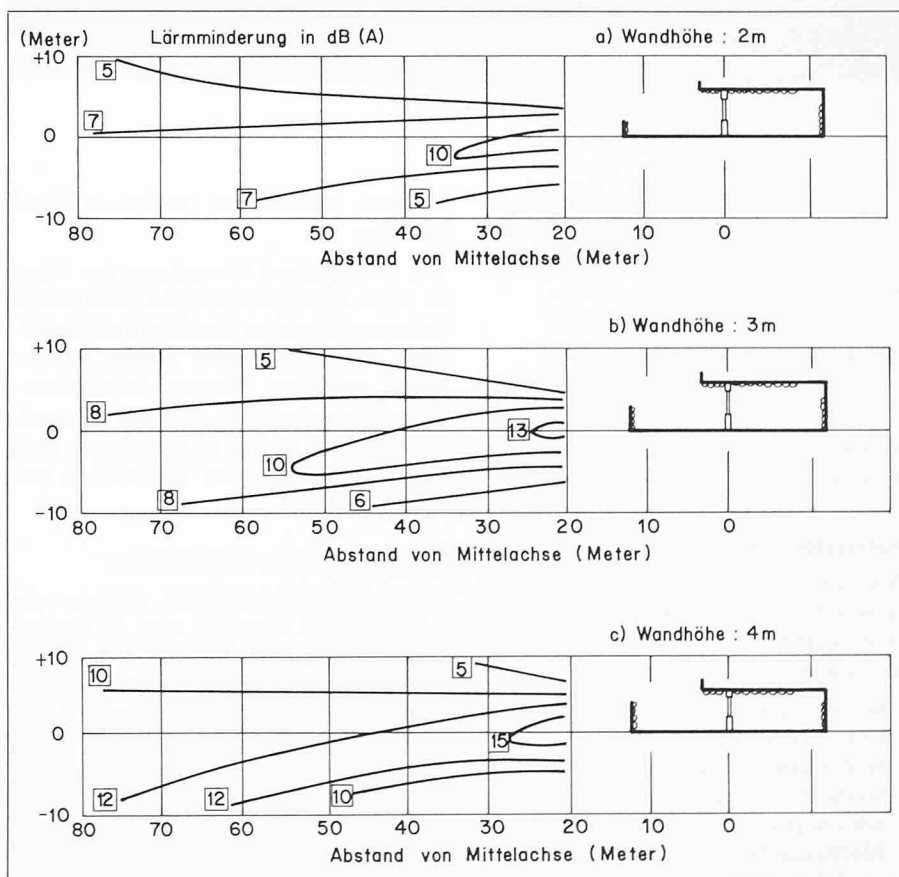 (Meter) Lärmminderung in dB (A) a) Wandhöhe : 2m
+10
5
7
0
10
7
5
-10
80 70 60 50 40 30 20 10 0
Abstand von Mittelachse (Meter)
b) Wandhöhe : 3m
+10
5
8
0
13
10
8
6
-10
80 70 60 50 40 30 20 10 0
Abstand von Mittelachse (Meter)
c) Wandhöhe : 4m
+10
10
5
0
15
12
12
10
-10
80 70 60 50 40 30 20 10 0
Abstand von Mittelachse (Meter)